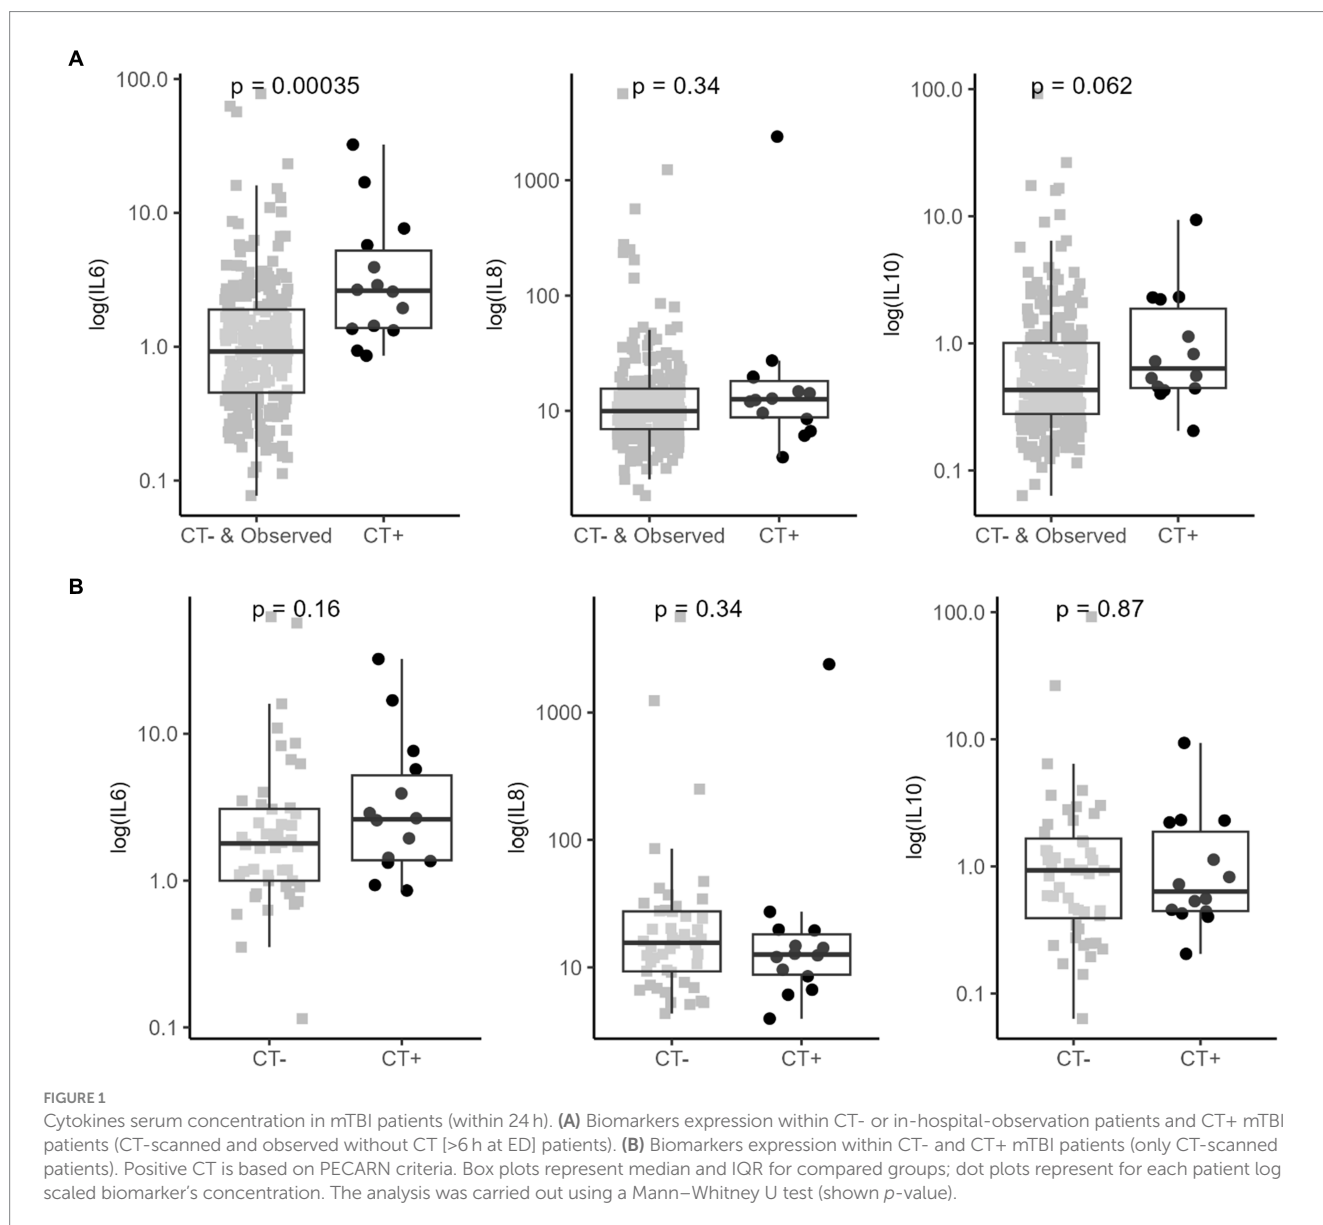 A
p = 0.00035
p = 0.34
p = 0.062
log(IL6)
100.0
10.0
1.0
0.1
CT- & Observed
CT+
log(IL8)
1000
100
10
CT- & Observed
CT+
log(IL10)
100.0
10.0
1.0
0.1
CT- & Observed
CT+
B
p = 0.16
p = 0.34
p = 0.87
log(IL6)
10.0
1.0
0.1
CT-
CT+
log(IL8)
1000
100
10
CT-
CT+
log(IL10)
100.0
10.0
1.0
0.1
CT-
CT+
FIGURE 1
Cytokines serum concentration in mTBI patients (within 24 h). (A) Biomarkers expression within CT- or in-hospital-observation patients and CT+ mTBI
patients (CT-scanned and observed without CT [>6 h at ED] patients). (B) Biomarkers expression within CT- and CT+ mTBI patients (only CT-scanned
patients). Positive CT is based on PECARN criteria. Box plots represent median and IQR for compared groups; dot plots represent for each patient log
scaled biomarker's concentration. The analysis was carried out using a Mann–Whitney U test (shown p-value).